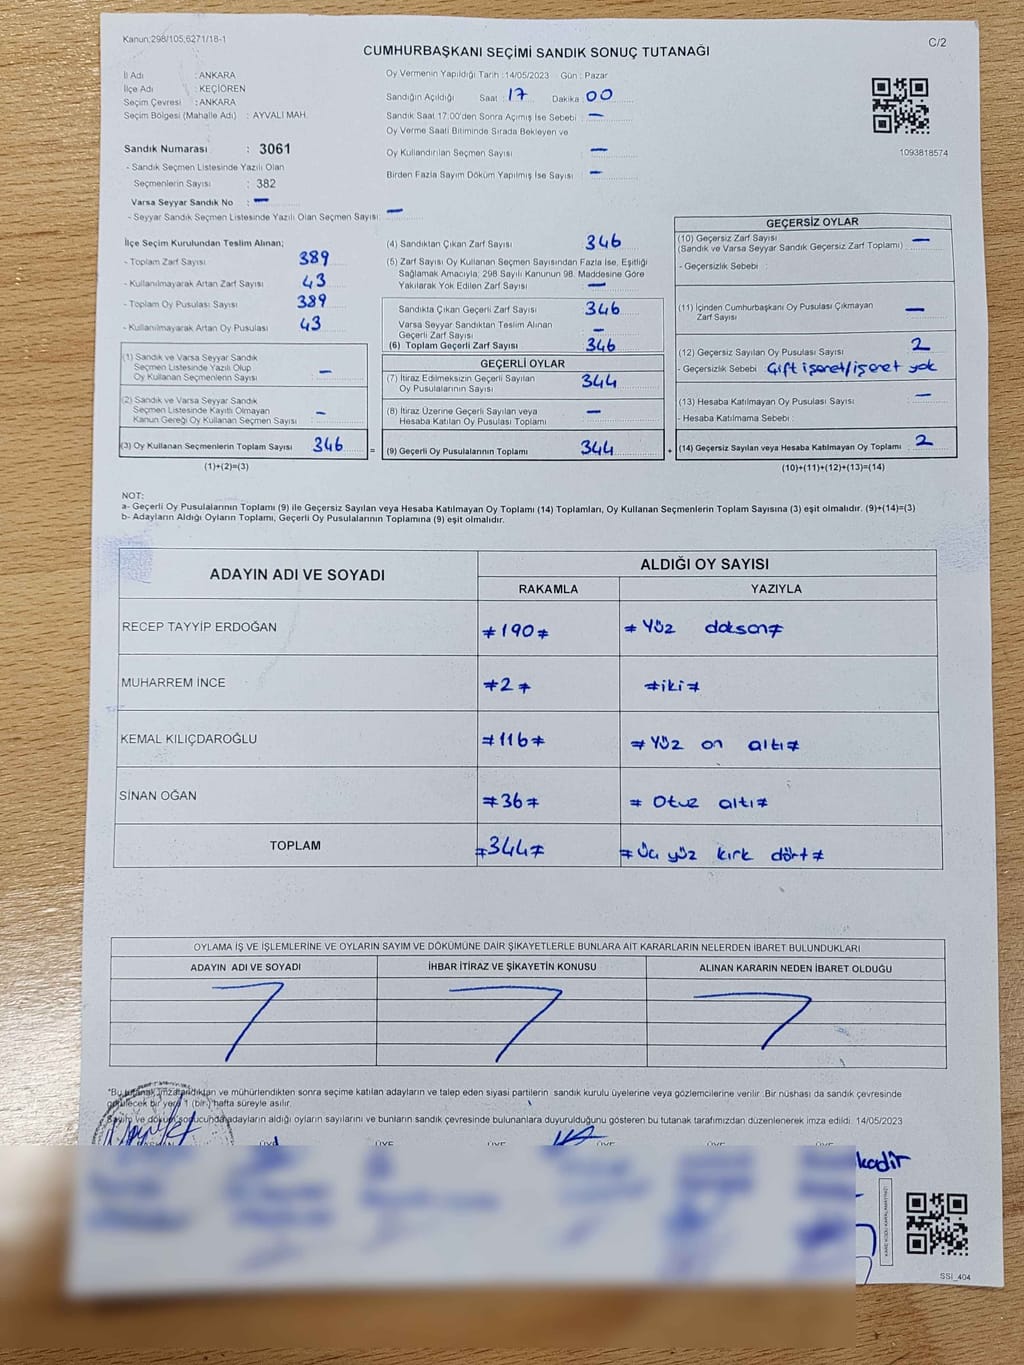 Kanun;298/105;6271/18-1
C/2
CUMHURBAŞKANI SEÇİMİ SANDIK SONUÇ TUTANAĞI
İl Adı : ANKARA
İlçe Adı : KEÇİÖREN
Seçim Çevresi : ANKARA
Seçim Bölgesi (Mahalle Adı) : AYVALI MAH.
Sandık Numarası : 3061
- Sandık Seçmen Listesinde Yazılı Olan
Seçmenlerin Sayısı : 382
Varsa Seyyar Sandık No : –
- Seyyar Sandık Seçmen Listesinde Yazılı Olan Seçmen Sayısı: –
Oy Vermenin Yapıldığı Tarih :14/05/2023 Gün : Pazar
Sandığın Açıldığı Saat : 17 Dakika 00
Sandık Saat 17:00'den Sonra Açımış İse Sebebi : –
Oy Verme Saati Bitiminde Sırada Bekleyen ve
Oy Kullandırılan Seçmen Sayısı –
Birden Fazla Sayım Döküm Yapılmış İse Sayısı : –
1093818574
İlçe Seçim Kurulundan Teslim Alınan;
- Toplam Zarf Sayısı 389
- Kullanılmayarak Artan Zarf Sayısı 43
- Toplam Oy Pusulası Sayısı 389
- Kullanılmayarak Artan Oy Pusulası 43
(1) Sandık ve Varsa Seyyar Sandık
Seçmen Listesinde Yazılı Olup
Oy Kullanan Seçmenlerin Sayısı –
(2) Sandık ve Varsa Seyyar Sandık
Seçmen Listesinde Kayıtlı Olmayan
Kanun Gereği Oy Kullanan Seçmen Sayısı –
(3) Oy Kullanan Seçmenlerin Toplam Sayısı 346 =
(1)+(2)=(3)
(4) Sandıktan Çıkan Zarf Sayısı 346
(5) Zarf Sayısı Oy Kullanan Seçmen Sayısından Fazla İse, Eşitliği
Sağlamak Amacıyla; 298 Sayılı Kanunun 98. Maddesine Göre
Yakılarak Yok Edilen Zarf Sayısı –
Sandıkta Çıkan Geçerli Zarf Sayısı 346
Varsa Seyyar Sandıktan Teslim Alınan
Geçerli Zarf Sayısı –
(6) Toplam Geçerli Zarf Sayısı 346
GEÇERLİ OYLAR
(7) İtiraz Edilmeksizin Geçerli Sayılan
Oy Pusulalarının Sayısı 344
(8) İtiraz Üzerine Geçerli Sayılan veya
Hesaba Katılan Oy Pusulası Toplamı –
(9) Geçerli Oy Pusulalarının Toplamı 344 +
GEÇERSİZ OYLAR
(10) Geçersiz Zarf Sayısı
(Sandık ve Varsa Seyyar Sandık Geçersiz Zarf Toplamı) –
- Geçersizlik Sebebi :
(11) İçinden Cumhurbaşkanı Oy Pusulası Çıkmayan
Zarf Sayısı –
(12) Geçersiz Sayılan Oy Pusulası Sayısı 2
- Geçersizlik Sebebi Çift işaret/işaret yok
(13) Hesaba Katılmayan Oy Pusulası Sayısı –
- Hesaba Katılmama Sebebi :
(14) Geçersiz Sayılan veya Hesaba Katılmayan Oy Toplamı 2
(10)+(11)+(12)+(13)=(14)
NOT:
a- Geçerli Oy Pusulalarının Toplamı (9) ile Geçersiz Sayılan veya Hesaba Katılmayan Oy Toplamı (14) Toplamları, Oy Kullanan Seçmenlerin Toplam Sayısına (3) eşit olmalıdır. (9)+(14)=(3)
b- Adayların Aldığı Oyların Toplamı, Geçerli Oy Pusulalarının Toplamına (9) eşit olmalıdır.
ADAYIN ADI VE SOYADI
ALDIĞI OY SAYISI
RAKAMLA YAZIYLA
RECEP TAYYİP ERDOĞAN ≠190≠ ≠ Yüz doksan≠
MUHARREM İNCE ≠2≠ ≠iki≠
KEMAL KILIÇDAROĞLU ≠116≠ ≠ Yüz on altı≠
SİNAN OĞAN ≠36≠ ≠ Otuz altı≠
TOPLAM ≠344≠ ≠ Üç yüz kırk dört≠
OYLAMA İŞ VE İŞLEMLERİNE VE OYLARIN SAYIM VE DÖKÜMÜNE DAİR ŞİKAYETLERLE BUNLARA AİT KARARLARIN NELERDEN İBARET BULUNDUKLARI
ADAYIN ADI VE SOYADI İHBAR İTİRAZ VE ŞİKAYETİN KONUSU ALINAN KARARIN NEDEN İBARET OLDUĞU
*Bu tutanak imzalandıktan ve mühürlendikten sonra seçime katılan adayların ve talep eden siyasi partilerin sandık kurulu üyelerine veya gözlemcilerine verilir. Bir nüshası da sandık çevresinde
görülecek bir yere 1 (bir) hafta süreyle asılır.
Sayım ve döküm sonucunda adayların aldığı oyların sayılarını ve bunların sandık çevresinde bulunanlara duyurulduğunu gösteren bu tutanak tarafımızdan düzenlenerek imza edildi. 14/05/2023
ÜYE ÜYE ÜYE ÜYE ÜYE
kadir
SSI_404